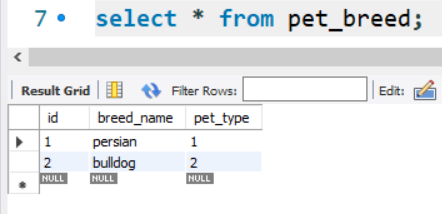 7 select * from pet_breed;
Result Grid Filter Rows: Edit:
id breed_name pet_type
1 persian 1
2 bulldog 2
NULL NULL NULL